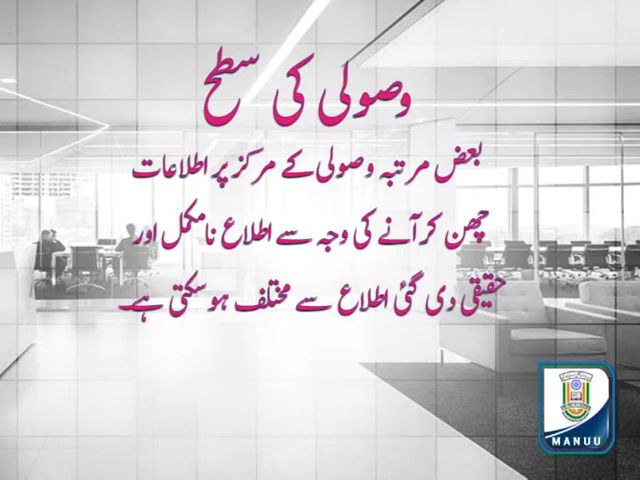 وصولی کی سطح
بعض مرتبہ وصولی کے مرکز پر اطلاعات
چھن کر آنے کی وجہ سے اطلاع نامکمل اور
حقیقی دی گئی اطلاع سے مختلف ہو سکتی ہے۔
MANUU